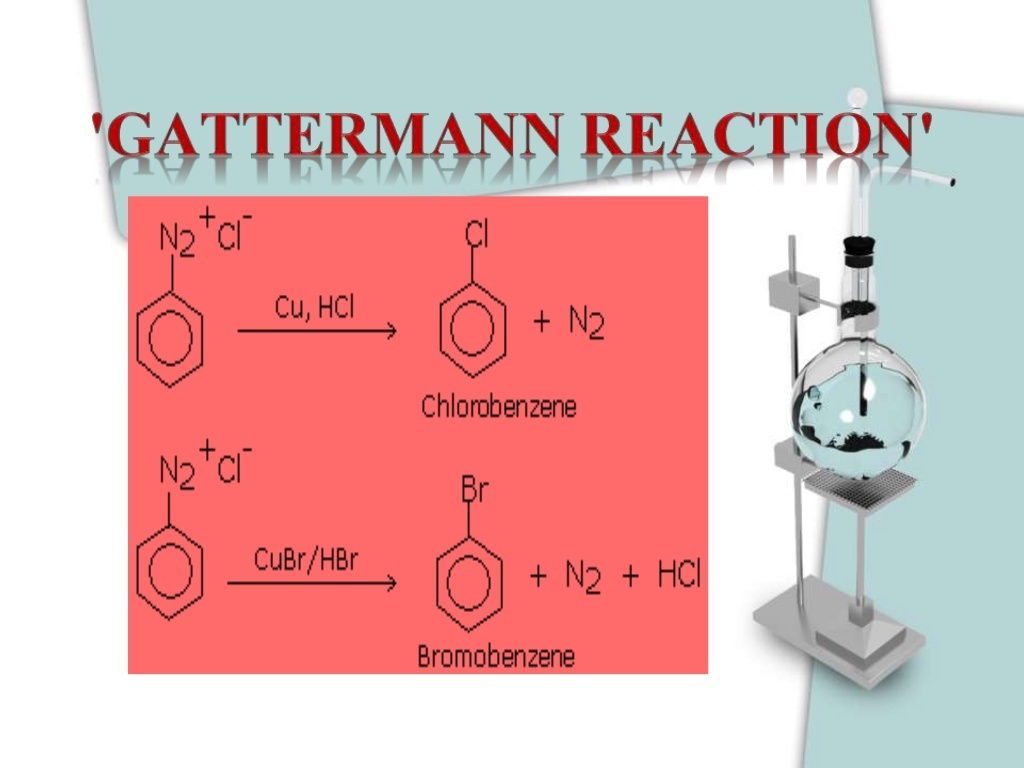 'GATTERMANN REACTION'
N2+Cl-
Cl
Cu, HCl
+ N2
Chlorobenzene
N2+Cl-
Br
CuBr/HBr
+ N2 + HCl
Bromobenzene